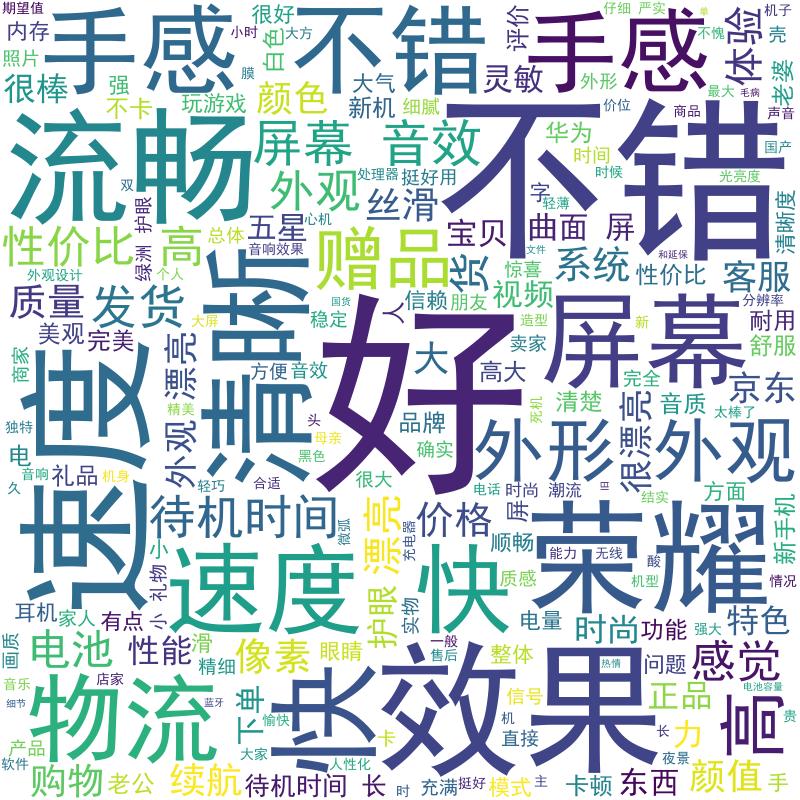 期望值
手感
不错
手感
很好
小时
白色
大方
评价
仔细
严实
单
不愧
体验
机子
壳
内存
照片
很棒
强
不卡
膜
玩游戏
颜色
大气
新机
细腻
灵敏
外形
价位
最大
毛病
老婆
商品
声音
流畅
屏幕
音效
不错
华为
时间
时候
国产
光亮度
外观
处理器
挺好用
丝滑
字
轻薄
双
护眼
五星
心机
宝贝
曲面
屏
清晰度
性价比
高
总体
音响效果
赠品
货
文件
惊喜
系统
和延保
性价比
客服
绿洲
外观设计
个人
质量
发货
清晰
国货
信赖
朋友
视频
分辨率
人
稳定
大屏
造型
新
耐用
美观
完美
好
大
卖家
屏幕
舒服
商家
速度
漂亮
方便
音效
高大
完全
京东
精美
头
品牌
死机
清楚
音质
太棒了
独特
外观
母亲
确实
外形
很漂亮
外观
电
黑色
音响
礼品
机身
轻巧
合适
很大
电话
时尚
潮流
但
结实
方面
久
待机时间
微弧
漂亮
充电器
价格
屏
顺畅
荣耀
新手机
能力
无线
酸
小
礼物
速度
快
质感
机型
情况
耳机
家人
有点
小
护眼
实物
电量
时尚
功能
强大
特色
画质
电池
性能
滑
精细
像素
眼睛
一般
售后
整体
热情
问题
感觉
音乐
店家
快
效果
信号
正品
高
电池容量
细节
物流
蓝牙
下单
愉快
机
直接
长
力
贵
产品
大家
卡
人性化
夜景
软件
购物
老公
续航
待机时间
长
时
充满
挺好
模式
主
卡顿
东西
颜值
手